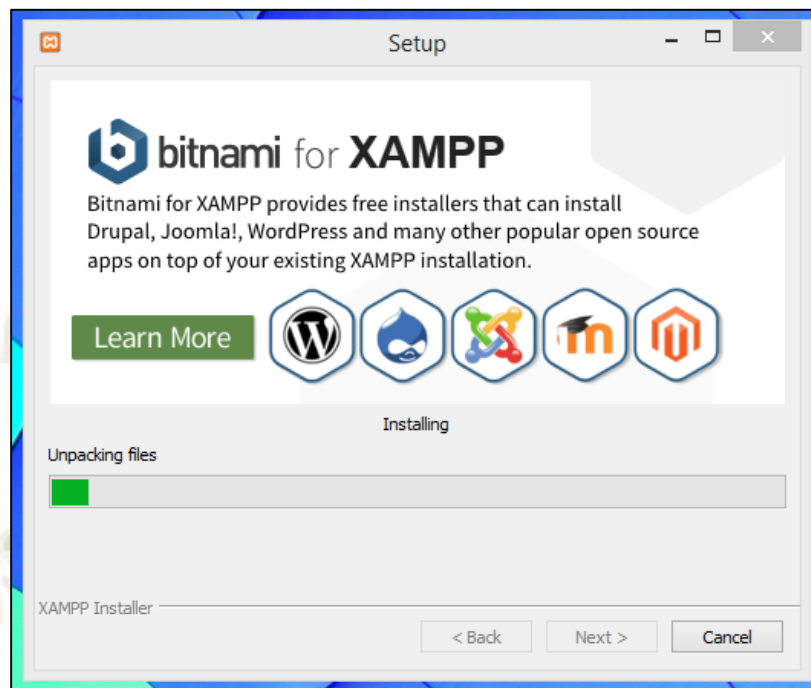 Setup
bitnami for XAMPP
Bitnami for XAMPP provides free installers that can install
Drupal, Joomla!, WordPress and many other popular open source
apps on top of your existing XAMPP installation.
Learn More
Installing
Unpacking files
XAMPP Installer
< Back Next > Cancel